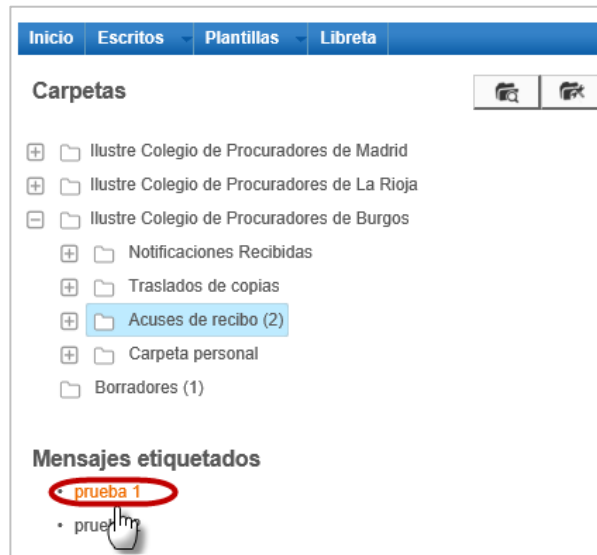 Inicio Escritos Plantillas Libreta
Carpetas
Ilustre Colegio de Procuradores de Madrid
Ilustre Colegio de Procuradores de La Rioja
Ilustre Colegio de Procuradores de Burgos
Notificaciones Recibidas
Traslados de copias
Acuses de recibo (2)
Carpeta personal
Borradores (1)
Mensajes etiquetados
• prueba 1
•